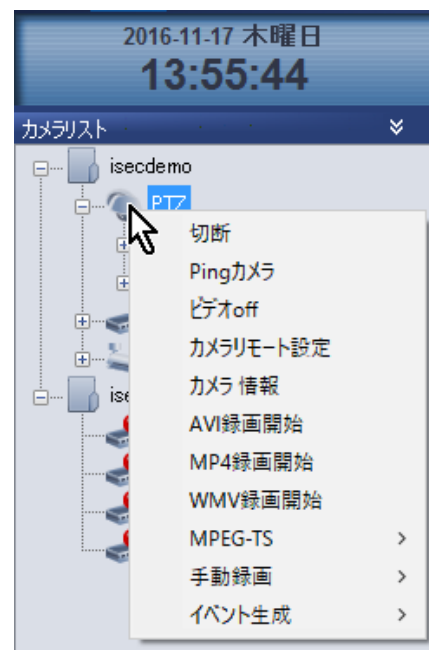 2016-11-17 木曜日
13:55:44
カメラリスト
isecdemo
PTZ
切断
Pingカメラ
ビデオoff
カメラリモート設定
カメラ 情報
AVI録画開始
MP4録画開始
WMV録画開始
MPEG-TS
手動録画
イベント生成